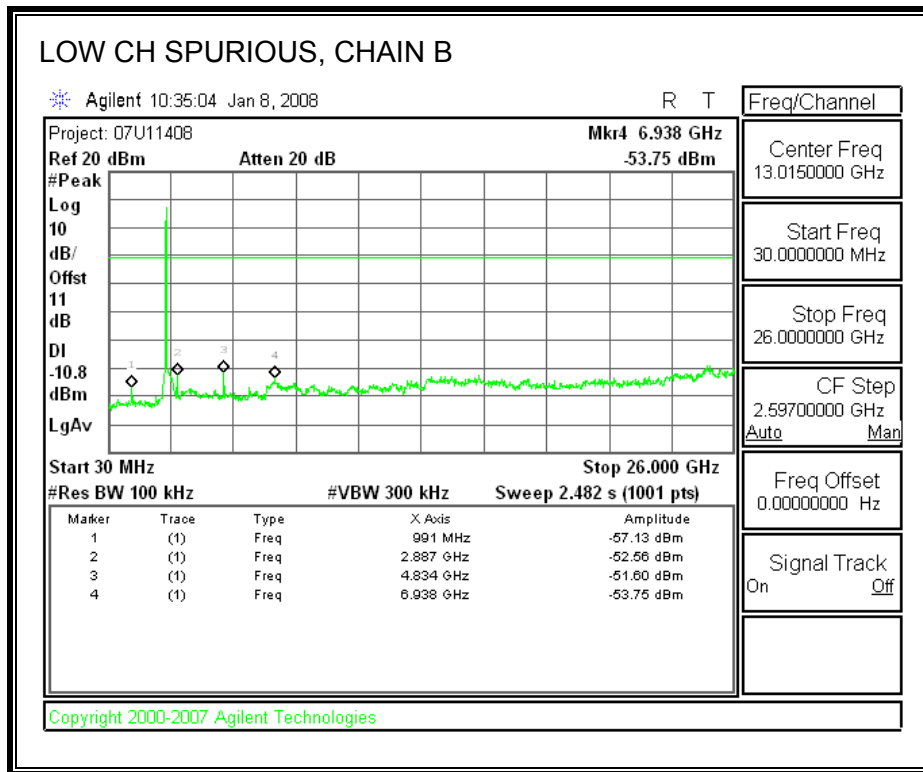 LOW CH SPURIOUS, CHAIN B
Agilent 10:35:04 Jan 8, 2008 R T
Project: 07U11408 Mkr4 6.938 GHz
Ref 20 dBm Atten 20 dB -53.75 dBm
#Peak
Log
10
dB/
Offst
11
dB
DI
-10.8
dBm
LgAv
1 2 3 4
Start 30 MHz Stop 26.000 GHz
#Res BW 100 kHz #VBW 300 kHz Sweep 2.482 s (1001 pts)
Marker Trace Type X Axis Amplitude
1 (1) Freq 991 MHz -57.13 dBm
2 (1) Freq 2.887 GHz -52.56 dBm
3 (1) Freq 4.834 GHz -51.60 dBm
4 (1) Freq 6.938 GHz -53.75 dBm
Copyright 2000-2007 Agilent Technologies
Freq/Channel
Center Freq
13.0150000 GHz
Start Freq
30.0000000 MHz
Stop Freq
26.0000000 GHz
CF Step
2.59700000 GHz
Auto Man
Freq Offset
0.00000000 Hz
Signal Track
On Off